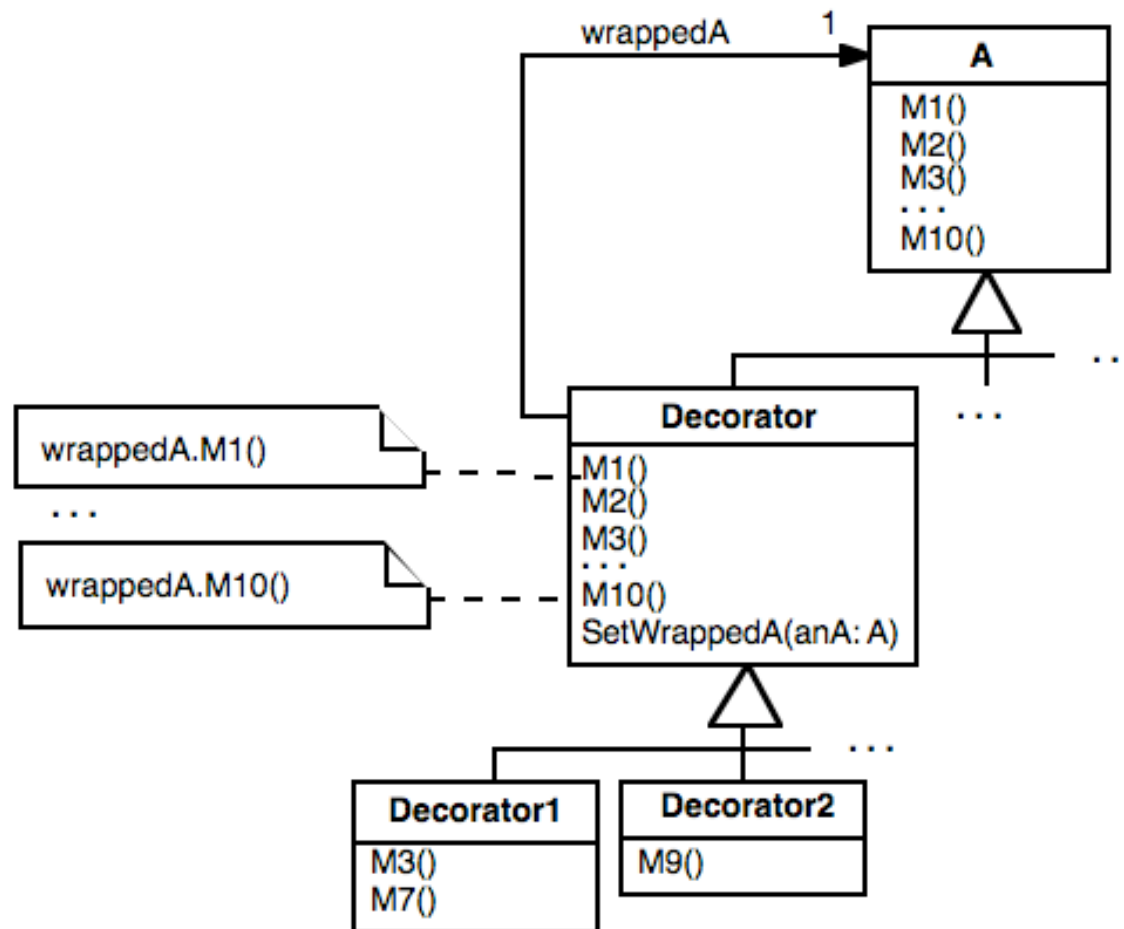 wrappedA
1
A
M1()
M2()
M3()
...
M10()
..
...
Decorator
M1()
M2()
M3()
...
M10()
SetWrappedA(anA: A)
wrappedA.M1()
...
wrappedA.M10()
...
Decorator1
M3()
M7()
Decorator2
M9()